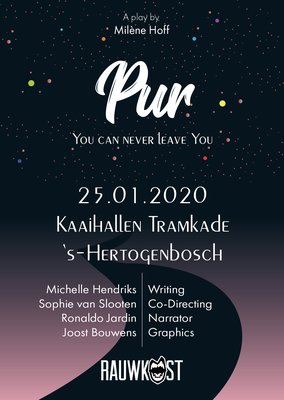 A play by
Milène Hoff
Pur
You can never leave You
25.01.2020
Kaaihallen Tramkade
's-Hertogenbosch
Michelle Hendriks Writing
Sophie van Slooten Co-Directing
Ronaldo Jardin Narrator
Joost Bouwens Graphics
RAUWKOST